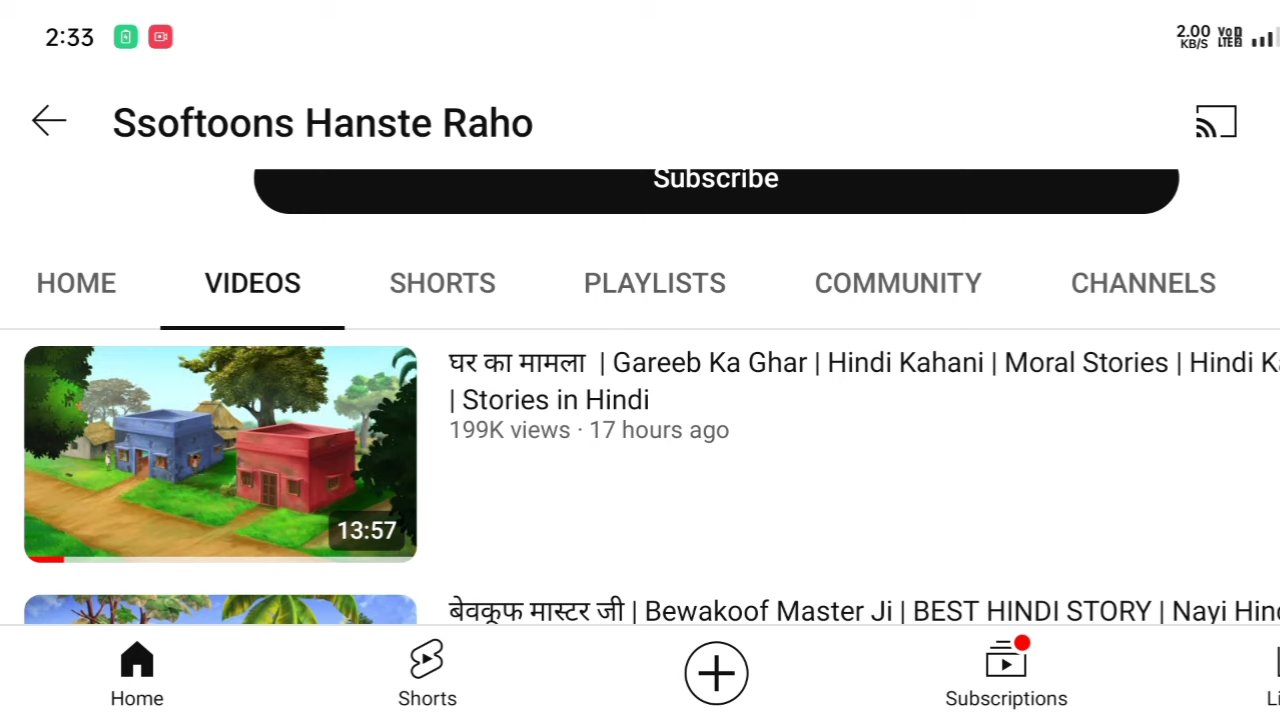 2:33
2.00 KB/S Vo LTE
Ssoftoons Hanste Raho
Subscribe
HOME VIDEOS SHORTS PLAYLISTS COMMUNITY CHANNELS
घर का मामला | Gareeb Ka Ghar | Hindi Kahani | Moral Stories | Hindi
| Stories in Hindi
199K views · 17 hours ago
13:57
बेवकूफ मास्टर जी | Bewakoof Master Ji | BEST HINDI STORY | Nayi
Home Shorts Subscriptions